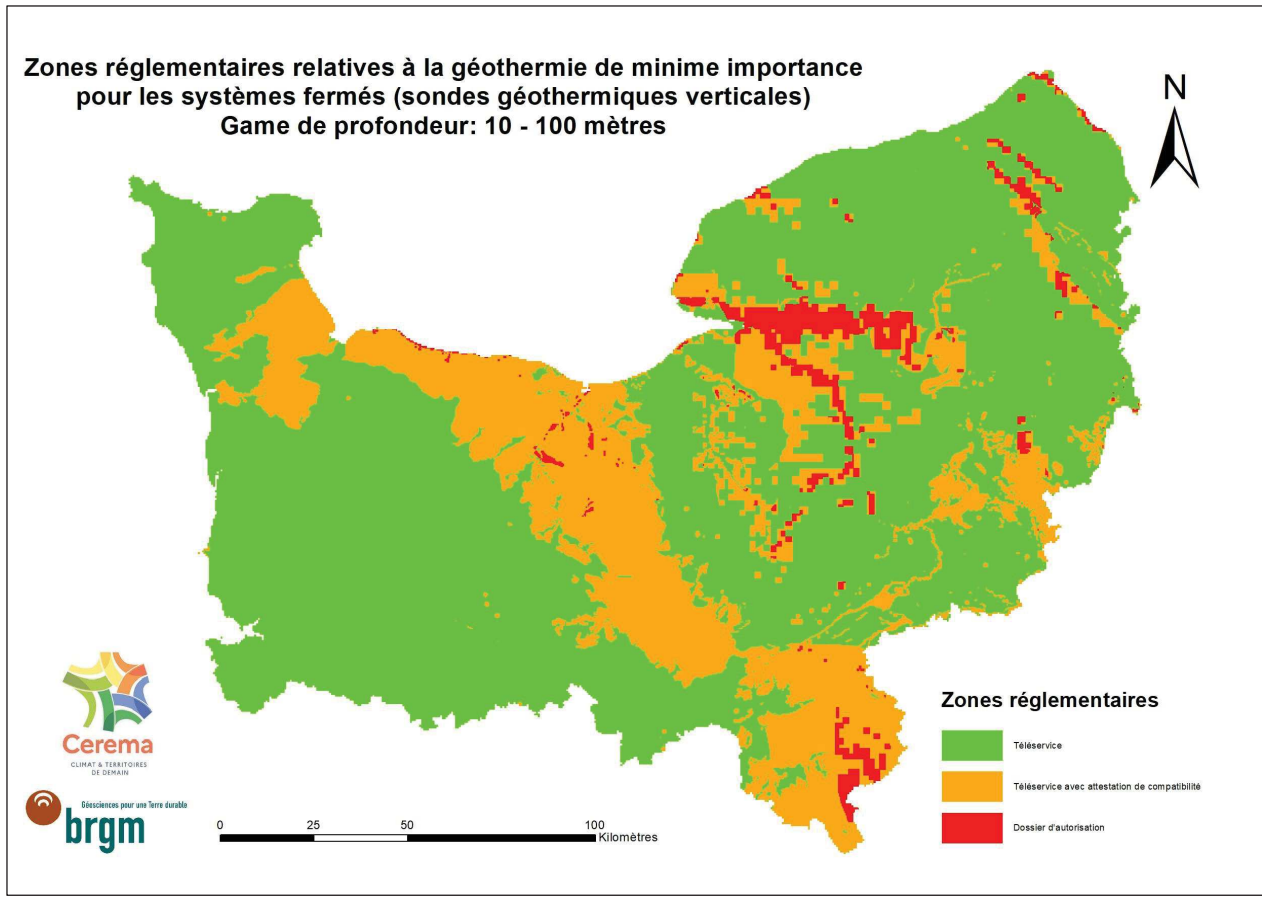 Zones réglementaires relatives à la géothermie de minime importance
pour les systèmes fermés (sondes géothermiques verticales)
Game de profondeur: 10 - 100 mètres
N
Cerema
CLIMAT & TERRITOIRES
DE DEMAIN
Géosciences pour une Terre durable
brgm
0 25 50 100
Kilomètres
Zones réglementaires
Téléservice
Téléservice avec attestation de compatibilité
Dossier d'autorisation